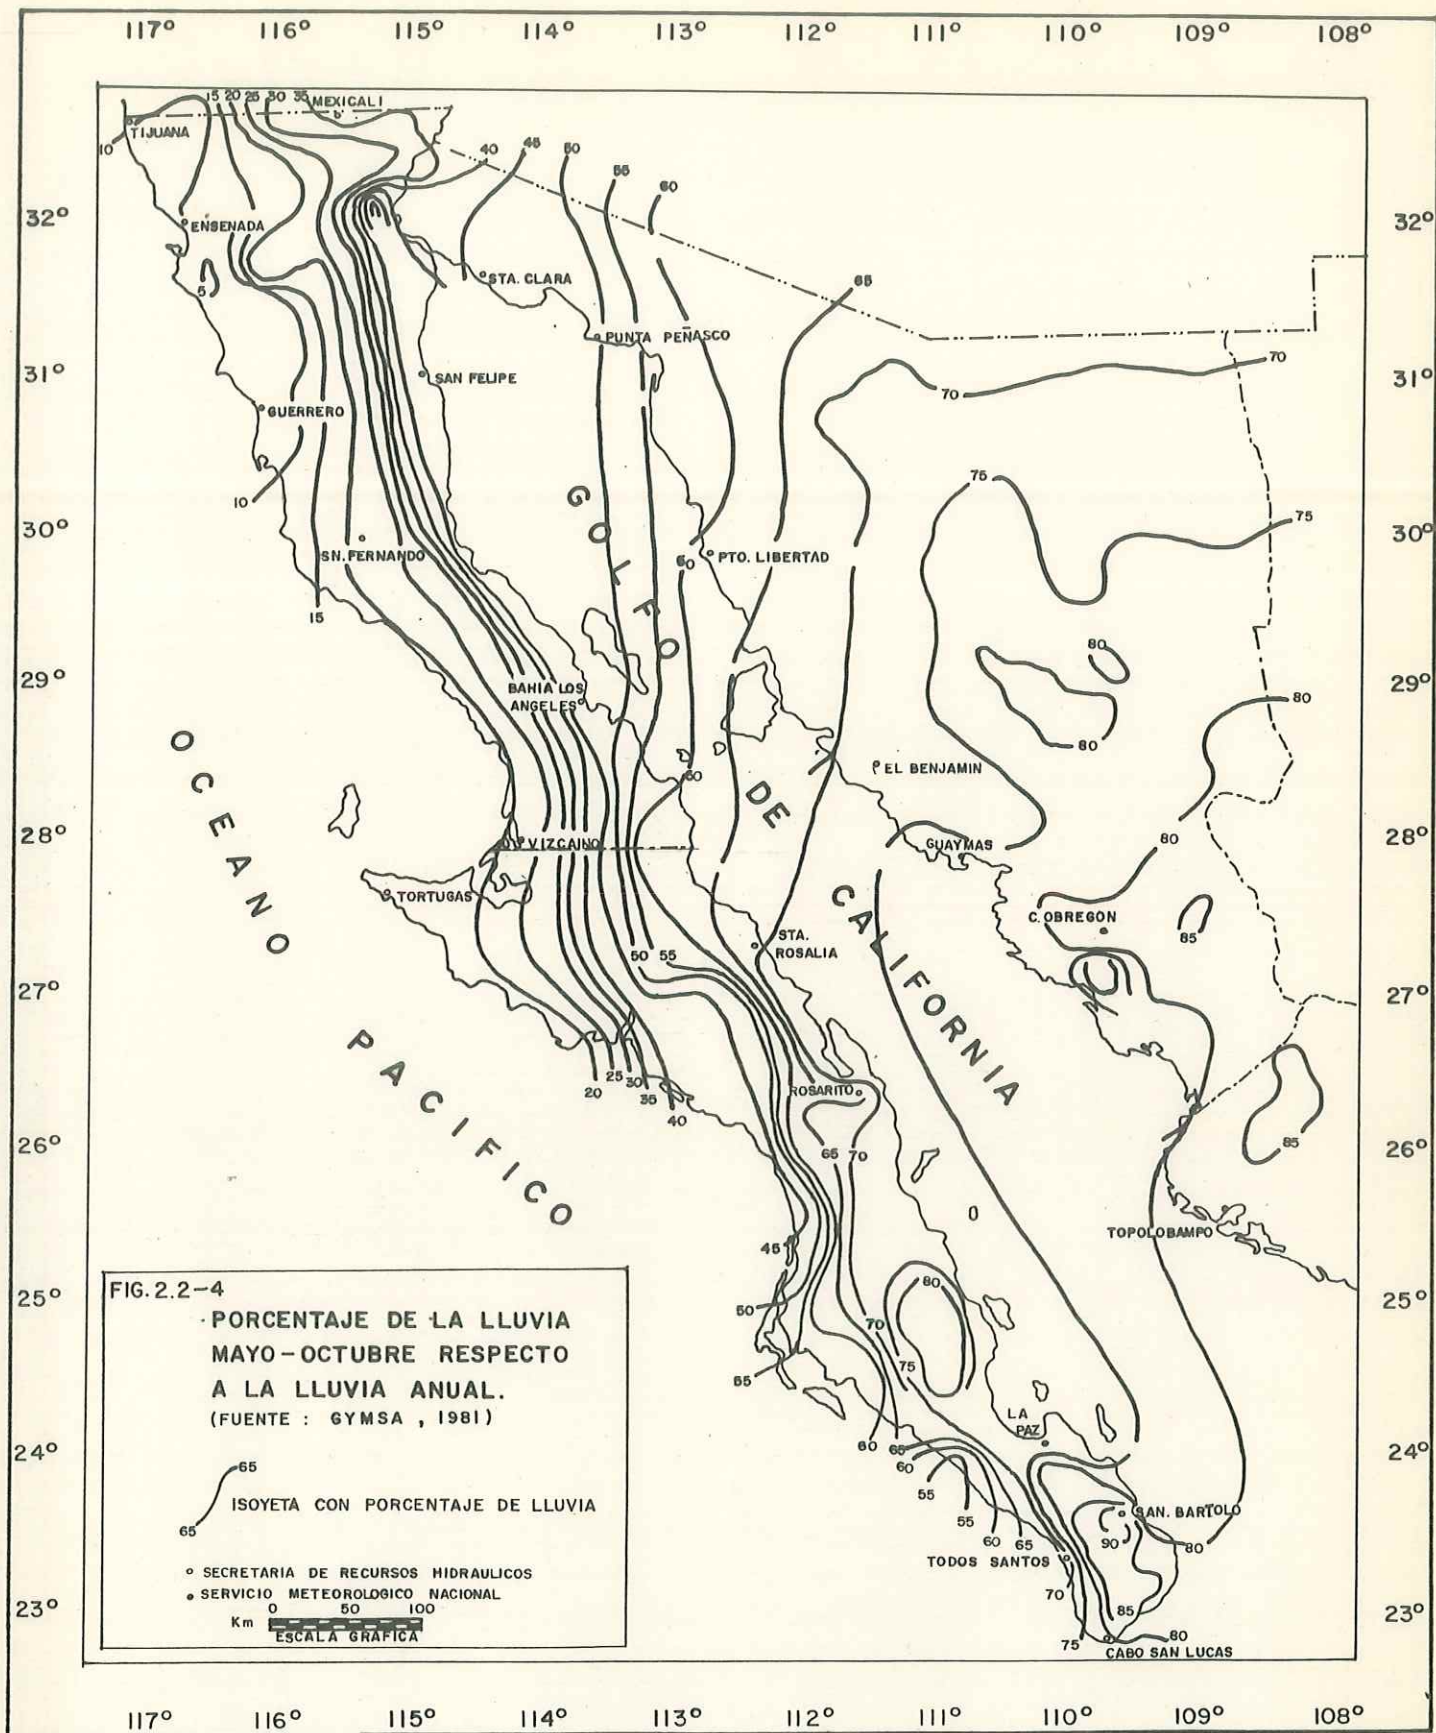 117° 116° 115° 114° 113° 112° 111° 110° 109° 108°
15 20 25 30 35 MEXICALI
TIJUANA
10
40 45 50
55
60
32° 32°
ENSENADA
5
STA. CLARA
65
PUNTA PEÑASCO
31° 31°
70
SAN FELIPE
70
GUERRERO
75
10
75
30° 30°
SN. FERNANDO
PTO. LIBERTAD
60
15
GOLFO
80
29° 29°
BAHIA LOS
ANGELES
80
80
OCEANO
60
EL BENJAMIN
DE
28° 28°
VIZCAINO
GUAYMAS
80
TORTUGAS
CALIFORNIA
C. OBREGON
85
STA.
ROSALIA
50 55
27° 27°
PACIFICO
20 25 30 35 40
ROSARITO
26° 26°
85
65 70
TOPOLOBAMPO
45
25° 25°
50
80
70
75
55
60
65
60
55
55
60
65
LA
PAZ
24° 24°
SAN. BARTOLO
90
80
TODOS SANTOS
70
85
75
80
CABO SAN LUCAS
23° 23°
FIG. 2.2-4
PORCENTAJE DE LA LLUVIA
MAYO-OCTUBRE RESPECTO
A LA LLUVIA ANUAL.
(FUENTE : GYMSA , 1981)
65
ISOYETA CON PORCENTAJE DE LLUVIA
65
SECRETARIA DE RECURSOS HIDRAULICOS
SERVICIO METEOROLOGICO NACIONAL
Km 0 50 100
ESCALA GRAFICA
117° 116° 115° 114° 113° 112° 111° 110° 109° 108°